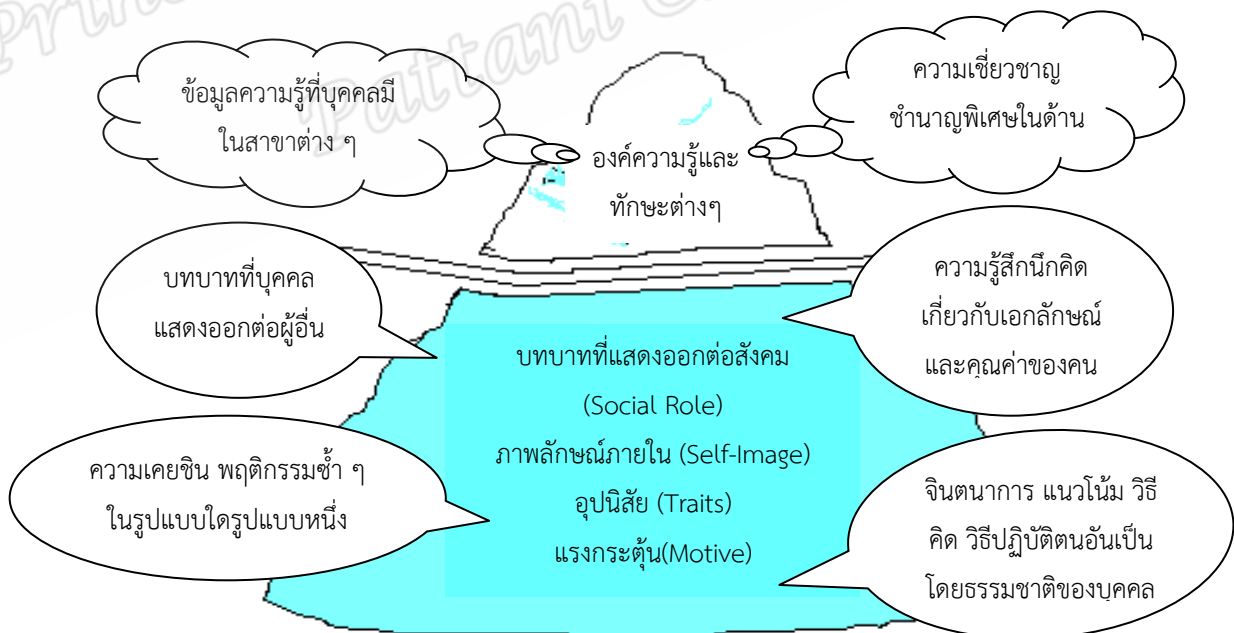 Pattani
ข้อมูลความรู้ที่บุคคลมี
ในสาขาต่าง ๆ
ความเชี่ยวชาญ
ชำนาญพิเศษในด้าน
องค์ความรู้และ
ทักษะต่างๆ
บทบาทที่บุคคล
แสดงออกต่อผู้อื่น
ความรู้สึกนึกคิด
เกี่ยวกับเอกลักษณ์
และคุณค่าของคน
บทบาทที่แสดงออกต่อสังคม
(Social Role)
ภาพลักษณ์ภายใน (Self-Image)
อุปนิสัย (Traits)
แรงกระตุ้น(Motive)
ความเคยชิน พฤติกรรมซ้ำ ๆ
ในรูปแบบใดรูปแบบหนึ่ง
จินตนาการ แนวโน้ม วิธี
คิด วิธีปฏิบัติตนอันเป็น
โดยธรรมชาติของบุคคล